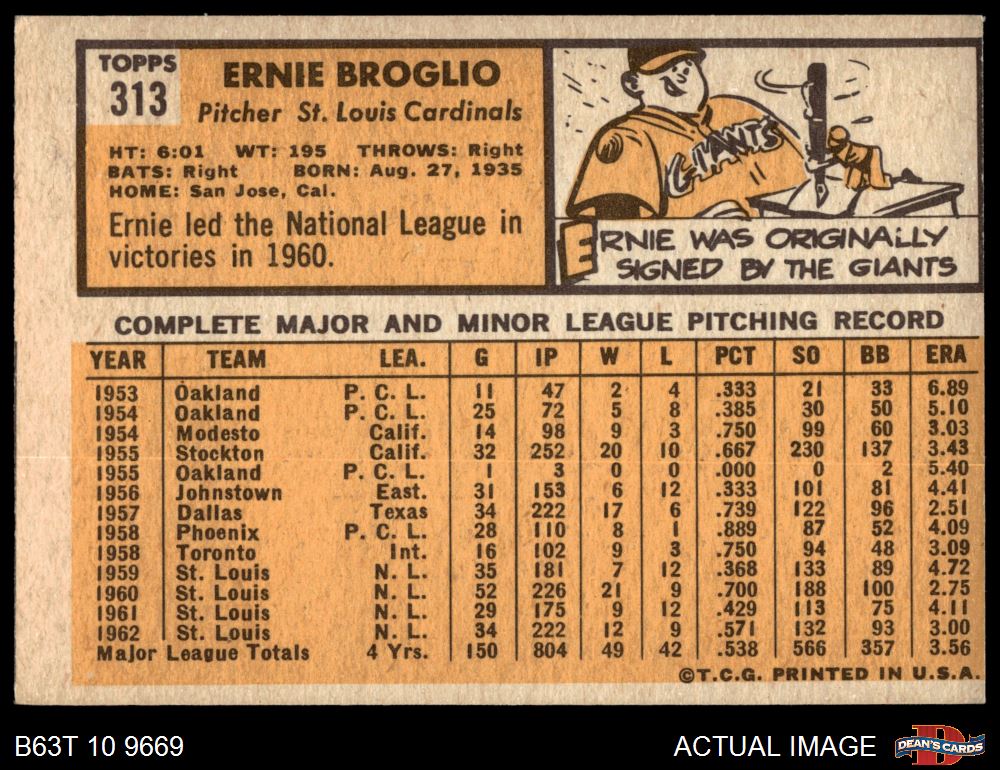 TOPPS
313
ERNIE BROGLIO
Pitcher St. Louis Cardinals
HT: 6:01 WT: 195 THROWS: Right
BATS: Right BORN: Aug. 27, 1935
HOME: San Jose, Cal.
Ernie led the National League in
victories in 1960.
GIANTS
ERNIE WAS ORIGINALLY
SIGNED BY THE GIANTS
COMPLETE MAJOR AND MINOR LEAGUE PITCHING RECORD
YEAR TEAM LEA. G IP W L PCT SO BB ERA
1953 Oakland P. C. L. 11 47 2 4 .333 21 33 6.89
1954 Oakland P. C. L. 25 72 5 8 .385 30 50 5.10
1954 Modesto Calif. 14 98 9 3 .750 99 60 3.03
1955 Stockton Calif. 32 252 20 10 .667 230 137 3.43
1955 Oakland P. C. L. 1 3 0 0 .000 0 2 5.40
1956 Johnstown East. 31 153 6 12 .333 101 81 4.41
1957 Dallas Texas 34 222 17 6 .739 122 96 2.51
1958 Phoenix P. C. L. 28 110 8 1 .889 87 52 4.09
1958 Toronto Int. 16 102 9 3 .750 94 48 3.09
1959 St. Louis N. L. 35 181 7 12 .368 133 89 4.72
1960 St. Louis N. L. 52 226 21 9 .700 188 100 2.75
1961 St. Louis N. L. 29 175 9 12 .429 113 75 4.11
1962 St. Louis N. L. 34 222 12 9 .571 132 93 3.00
Major League Totals 4 Yrs. 150 804 49 42 .538 566 357 3.56
©T.C.G. PRINTED IN U.S.A.
B63T 10 9669
ACTUAL IMAGE
D
DEAN'S CARDS